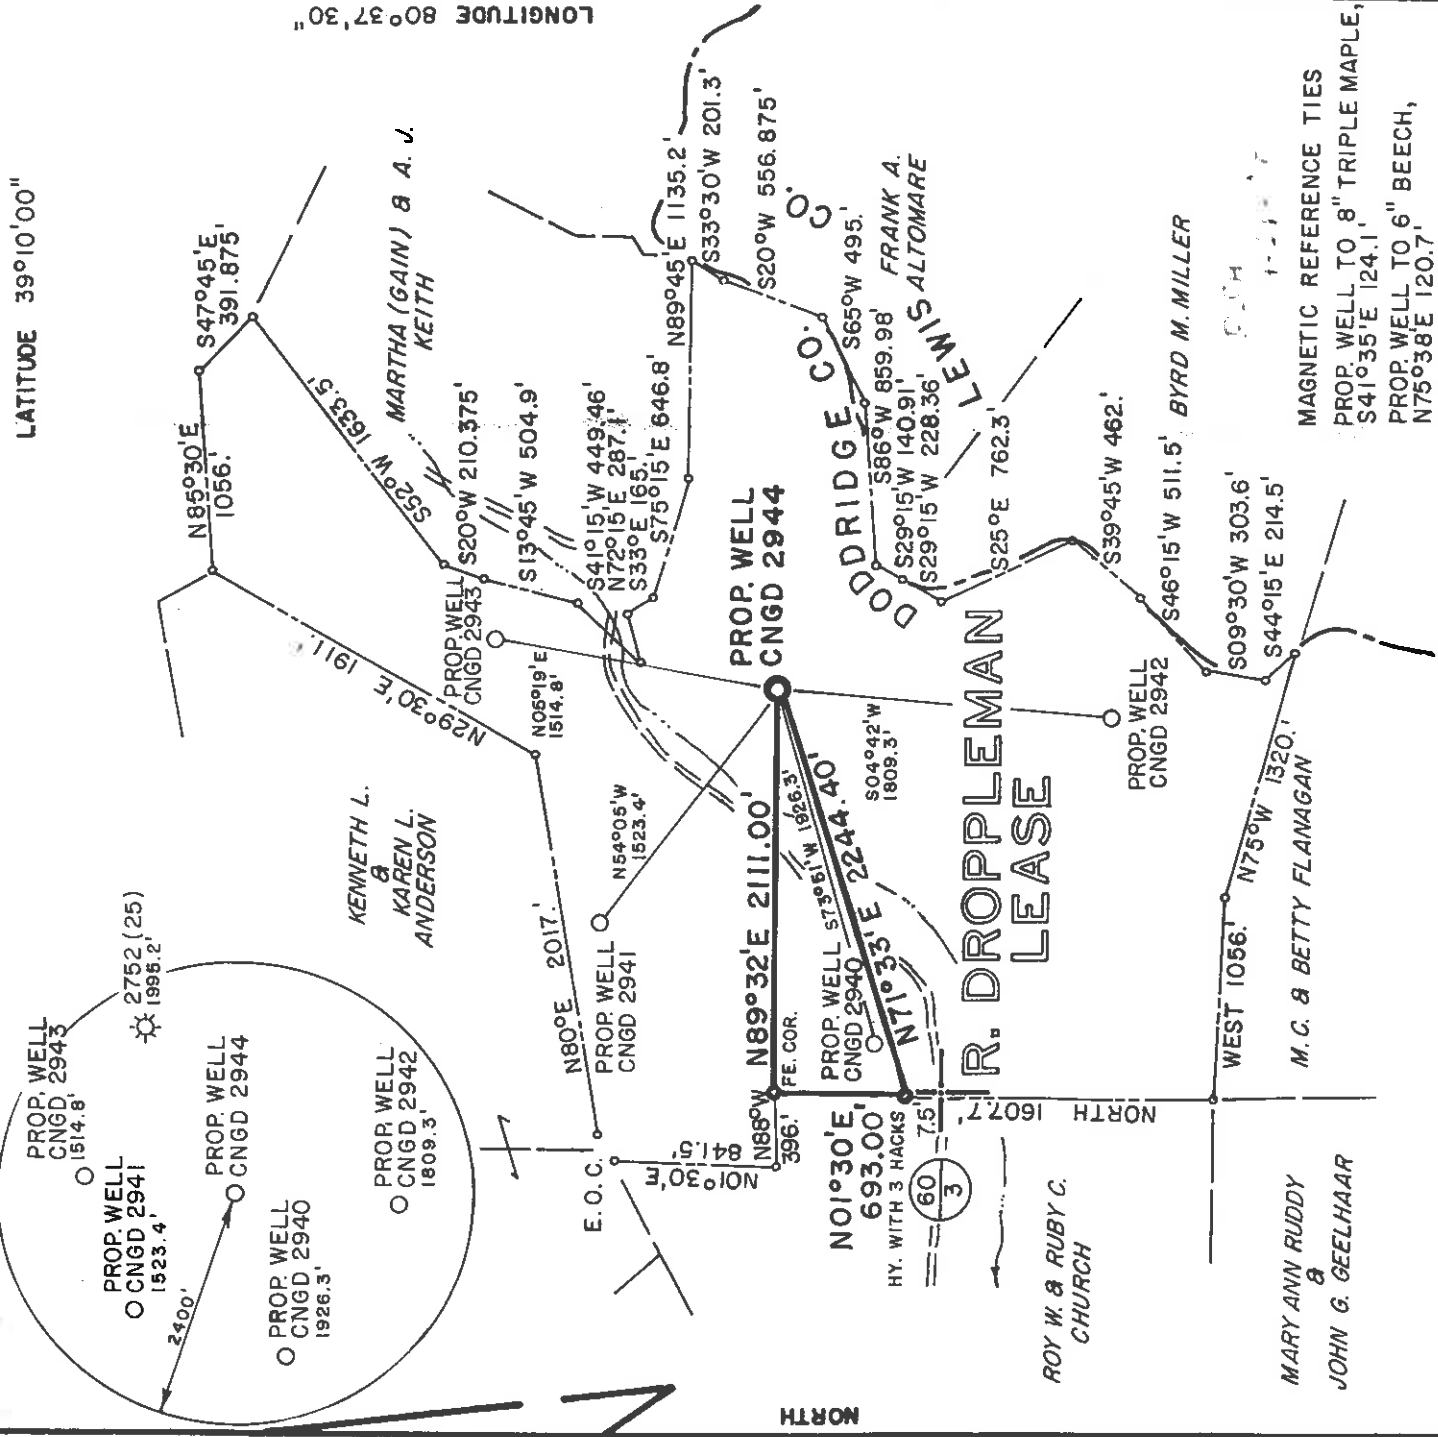 LATITUDE 39°10'00"
LONGITUDE 80°37'30"
PROP. WELL
CNGD 2943
1514.8'
2752 (25)
1995.2'
PROP. WELL
CNGD 2941
1523.4'
PROP. WELL
CNGD 2944
2400'
PROP. WELL
CNGD 2940
1926.3'
PROP. WELL
CNGD 2942
1809.3'
NORTH
KENNETH L.
&
KAREN L.
ANDERSON
MARTHA (GAIN) & A. J.
KEITH
N85°30'E
1056.'
S47°45'E
391.875'
S52°W 1633.5'
N29°30'E 1911.'
S20°W 210.375'
S13°45'W 504.9'
S41°15'W 449.46'
N72°15'E 287.1'
S33°E 165.'
S75°15'E 646.8'
N89°45'E 1135.2'
S33°30'W 201.3'
S20°W 556.875'
S65°W 495.'
S86°W 859.98'
S29°15'W 140.91'
S29°15'W 228.36'
S25°E 762.3'
S39°45'W 462.'
S46°15'W 511.5'
S09°30'W 303.6'
S44°15'E 214.5'
N75°W 1320.'
WEST 1056.'
NORTH 1607.7'
7.5'
N01°30'E 841.5'
N88°W
396.'
N80°E 2017.'
E.O.C.
PROP. WELL
CNGD 2943
N05°19'E
1514.8'
PROP. WELL
CNGD 2941
N54°05'W
1523.4'
PROP. WELL
CNGD 2944
N89°32'E 2111.00'
FE. COR.
PROP. WELL
CNGD 2940
S73°51'W 1926.3'
N71°33'E 2244.40'
S04°42'W
1809.3'
N01°30'E
693.00'
HY. WITH 3 HACKS
60
3
PROP. WELL
CNGD 2942
R. DROPPLEMAN
LEASE
DODDRIDGE CO.
LEWIS CO.
FRANK A.
ALTOMARE
BYRD M. MILLER
M.C. & BETTY FLANAGAN
ROY W. & RUBY C.
CHURCH
MARY ANN RUDDY
&
JOHN G. GEELHAAR
MAGNETIC REFERENCE TIES
PROP. WELL TO 8" TRIPLE MAPLE,
S41°35'E 124.1'
PROP. WELL TO 6" BEECH,
N75°38'E 120.7'